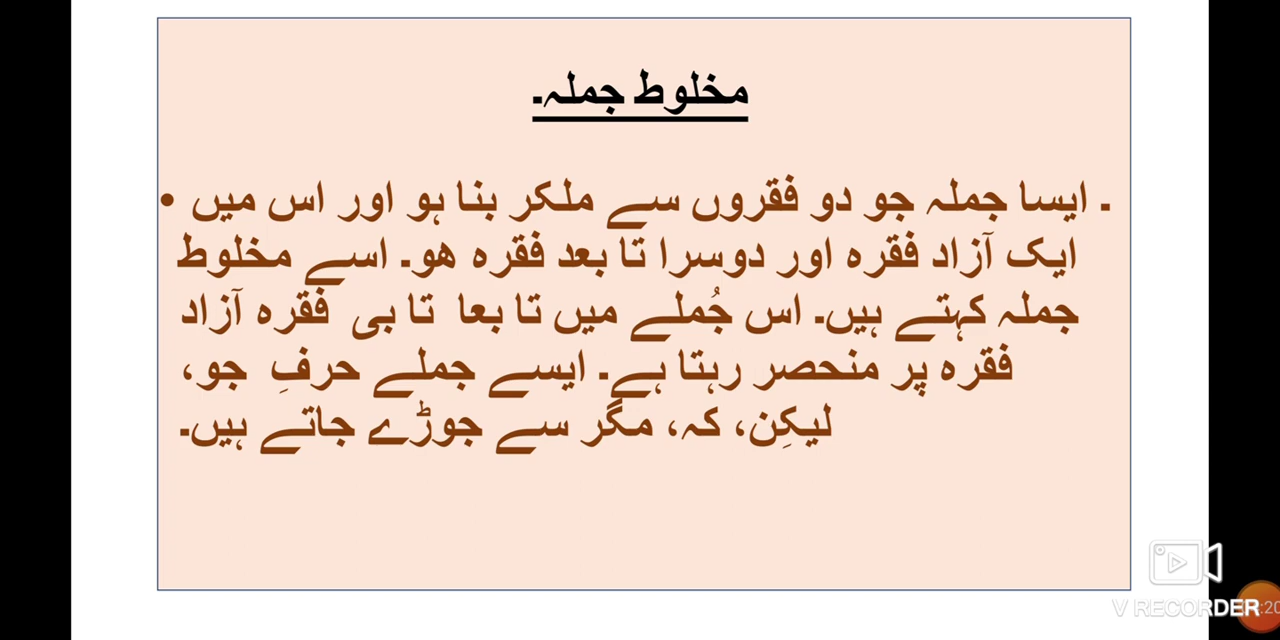 مخلوط جملہ۔
• ۔ ایسا جملہ جو دو فقروں سے ملکر بنا ہو اور اس میں
ایک آزاد فقرہ اور دوسرا تا بعد فقرہ ھو۔ اسے مخلوط
جملہ کہتے ہیں۔ اس جُملے میں تا بعا تا بی فقرہ آزاد
فقرہ پر منحصر رہتا ہے۔ ایسے جملے حرفِ جو،
لیکِن، کہ، مگر سے جوڑے جاتے ہیں۔
V RECORDER
:20